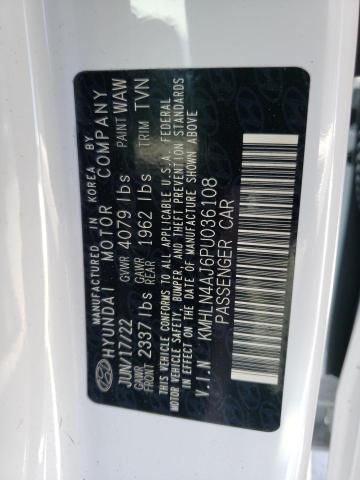 MANUFACTURED IN KOREA BY
HYUNDAI MOTOR COMPANY
JUN/17/22 GVWR 4079 lbs PAINT WAW
GAWR FRONT 2337 lbs GAWR REAR 1962 lbs TRIM TVN
THIS VEHICLE CONFORMS TO ALL APPLICABLE U.S.A. FEDERAL
MOTOR VEHICLE SAFETY, BUMPER, AND THEFT PREVENTION STANDARDS
IN EFFECT ON THE DATE OF MANUFACTURE SHOWN ABOVE
V.I.N KMHLN4AJ6PU036108
PASSENGER CAR